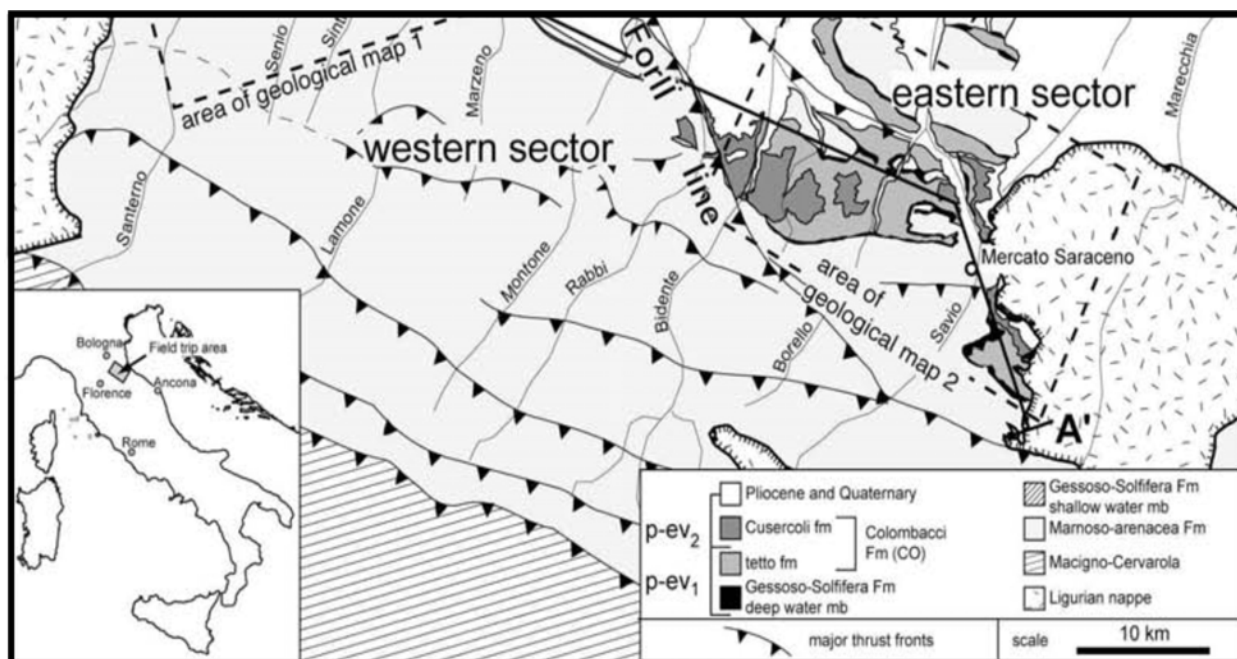 Senio
Sint
area of geological map 1
Marzeno
Forlì
line
eastern sector
Marecchia
western sector
Santerno
Lamone
Montone
Rabbi
Bidente
Mercato Saraceno
area of
geological map 2
Borello
Savio
A'
Bologna
Field trip area
Florence
Ancona
Rome
p-ev2
p-ev1
Pliocene and Quaternary
Cusercoli fm
tetto fm
Colombacci
Fm (CO)
Gessoso-Solfifera Fm
deep water mb
Gessoso-Solfifera Fm
shallow water mb
Marnoso-arenacea Fm
Macigno-Cervarola
Ligurian nappe
major thrust fronts
scale
10 km